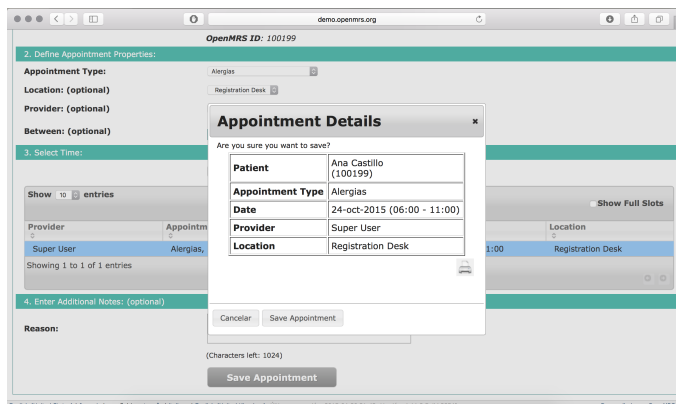 demo.openmrs.org
OpenMRS ID: 100199
2. Define Appointment Properties:
Appointment Type:
Alergias
Location: (optional)
Registration Desk
Provider: (optional)
Between: (optional)
3. Select Time:
Appointment Details
Are you sure you want to save?
Patient
Ana Castillo
(100199)
Appointment Type
Alergias
Date
24-oct-2015 (06:00 - 11:00)
Provider
Super User
Location
Registration Desk
Cancelar
Save Appointment
Show 10 entries
Show Full Slots
Provider
Appointm
Location
Super User
Alergias,
1:00
Registration Desk
Showing 1 to 1 of 1 entries
4. Enter Additional Notes: (optional)
Reason:
(Characters left: 1024)
Save Appointment